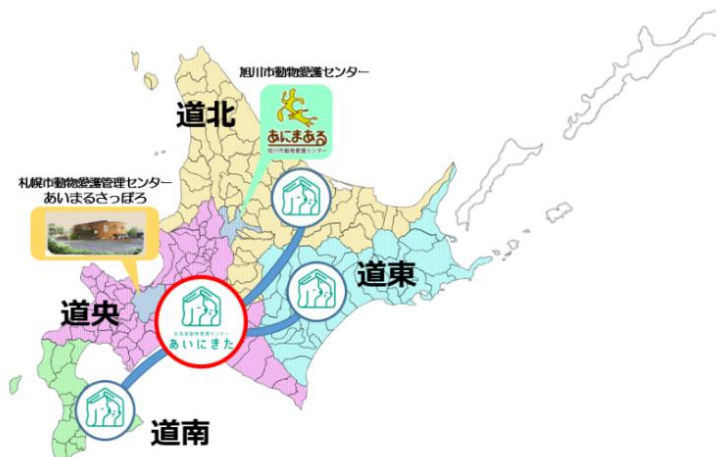 旭川市動物愛護センター
道北
あにまある
旭川市動物愛護センター
札幌市動物愛護管理センター
あいまるさっぽろ
道東
道央
北海道動物愛護センター
あいにきた
道南